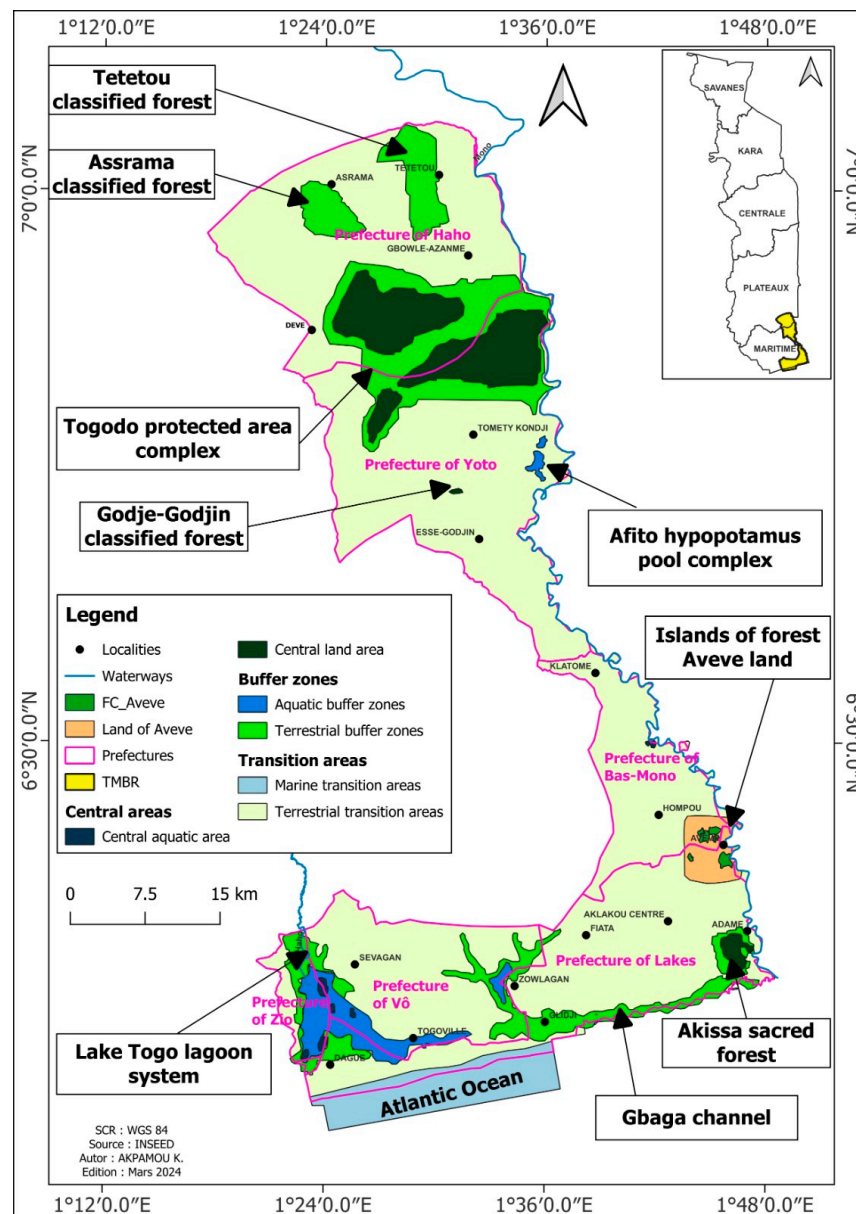 1°12'0.0"E
1°24'0.0"E
1°36'0.0"E
1°48'0.0"E
Tetetou
classified forest
Assrama
classified forest
7°0'0.0"N
7°0'0.0"N
Mono
ASRAMA
TETETOU
Prefecture of Haho
GBOWLE-AZANME
DEVE
SAVANES
KARA
CENTRALE
PLATEAUX
MARITIME
Togodo protected area
complex
TOMETY KONDJI
Prefecture of Yoto
Godje-Godjin
classified forest
ESSE-GODJIN
Afito hypopotamus
pool complex
Legend
Localities
Waterways
FC_Aveve
Land of Aveve
Prefectures
TMBR
Central areas
Central aquatic area
Central land area
Buffer zones
Aquatic buffer zones
Terrestrial buffer zones
Transition areas
Marine transition areas
Terrestrial transition areas
6°30'0.0"N
6°30'0.0"N
Islands of forest
Aveve land
KLATOME
Prefecture of
Bas-Mono
HOMPOU
0
7.5
15 km
AKLAKOU CENTRE
FIATA
ADAME
Prefecture of Lakes
SEVAGAN
Prefecture
of Vô
ZOWLAGAN
Prefecture
of Zio
GLIDJI
TOGOVILLE
DAGUE
Lake Togo lagoon
system
Akissa sacred
forest
Atlantic Ocean
Gbaga channel
SCR : WGS 84
Source : INSEED
Autor : AKPAMOU K.
Edition : Mars 2024
1°12'0.0"E
1°24'0.0"E
1°36'0.0"E
1°48'0.0"E